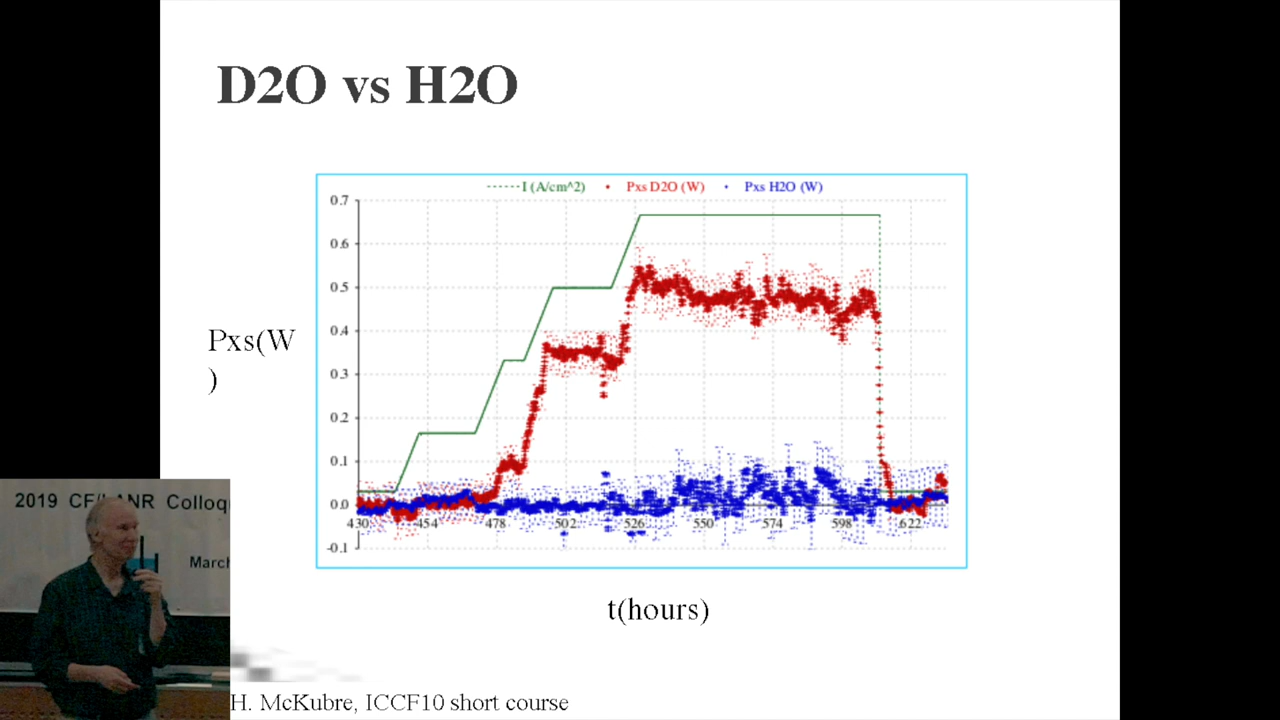 D2O vs H2O
I (A/cm^2) Pxs D2O (W) Pxs H2O (W)
0.7
0.6
0.5
0.4
0.3
0.2
0.1
0.0
-0.1
430 454 478 502 526 550 574 598 622
Pxs(W
)
t(hours)
2019 CF/LANR Colloq
March
H. McKubre, ICCF10 short course